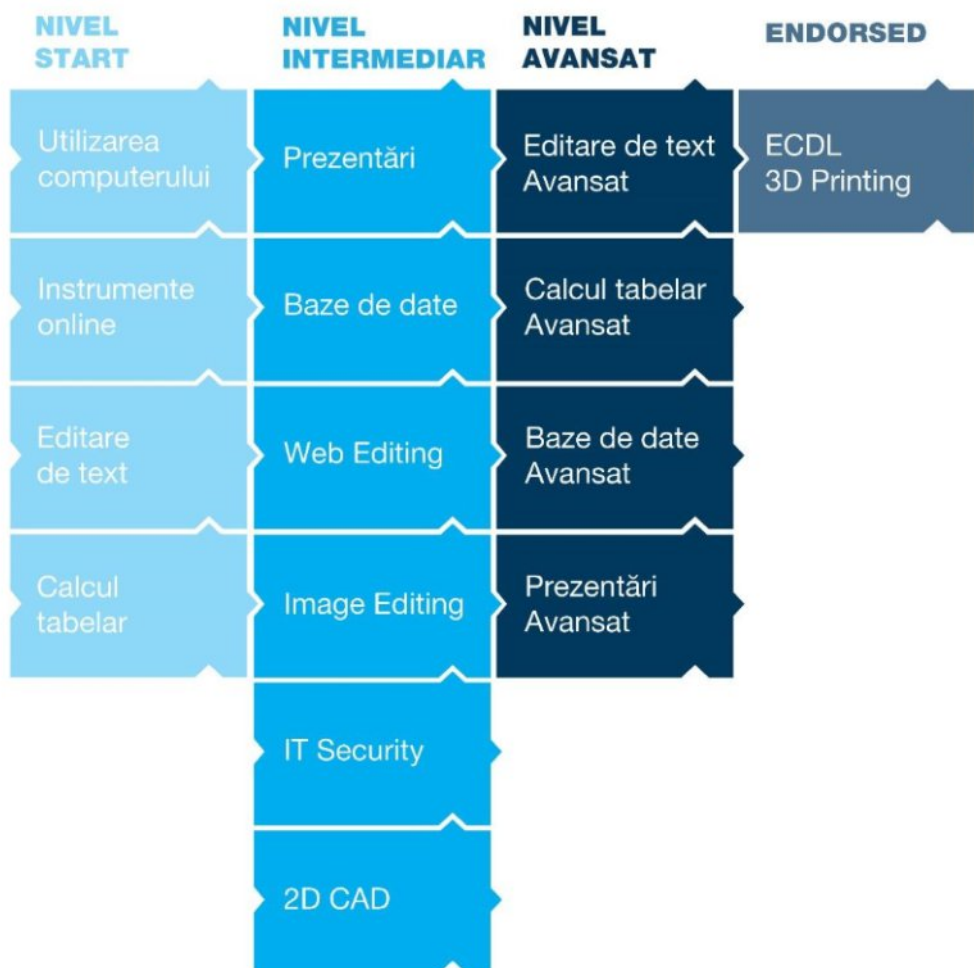 NIVEL
START
Utilizarea
computerului
Instrumente
online
Editare
de text
Calcul
tabelar
NIVEL
INTERMEDIAR
Prezentări
Baze de date
Web Editing
Image Editing
IT Security
2D CAD
NIVEL
AVANSAT
Editare de text
Avansat
Calcul tabelar
Avansat
Baze de date
Avansat
Prezentări
Avansat
ENDORSED
ECDL
3D Printing